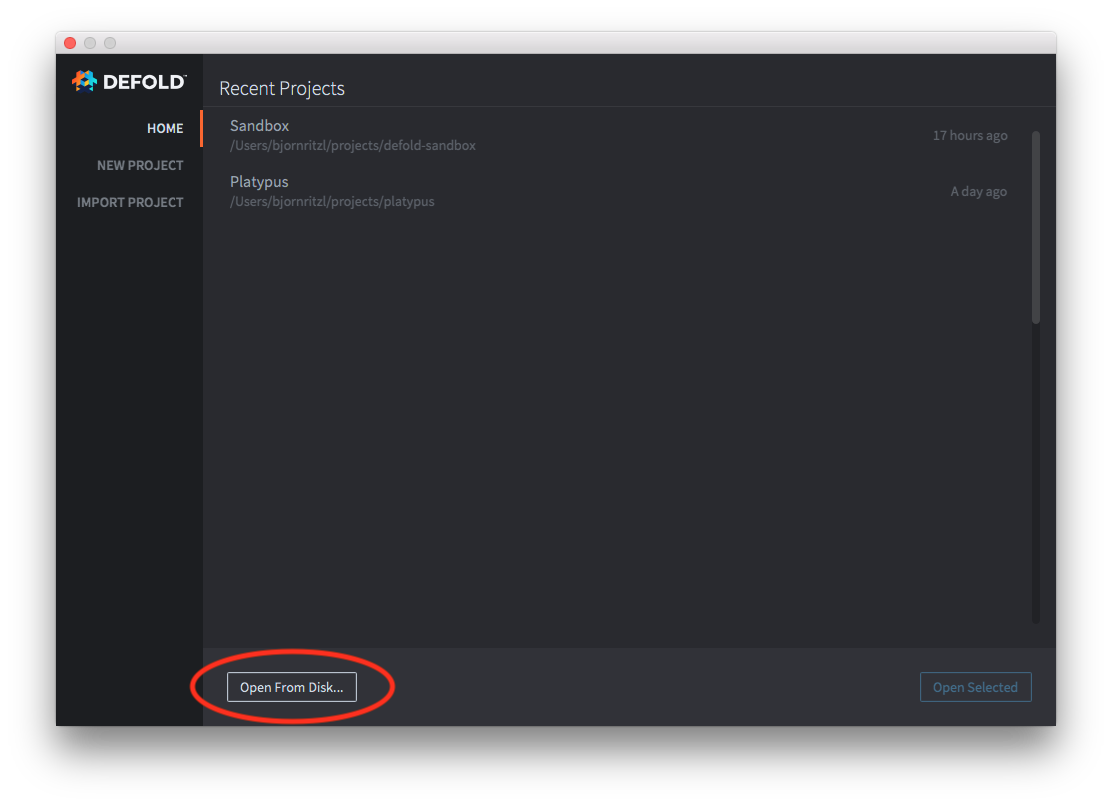 DEFOLD™
HOME
NEW PROJECT
IMPORT PROJECT
Recent Projects
Sandbox
/Users/bjornritzl/projects/defold-sandbox
17 hours ago
Platypus
/Users/bjornritzl/projects/platypus
A day ago
Open From Disk...
Open Selected